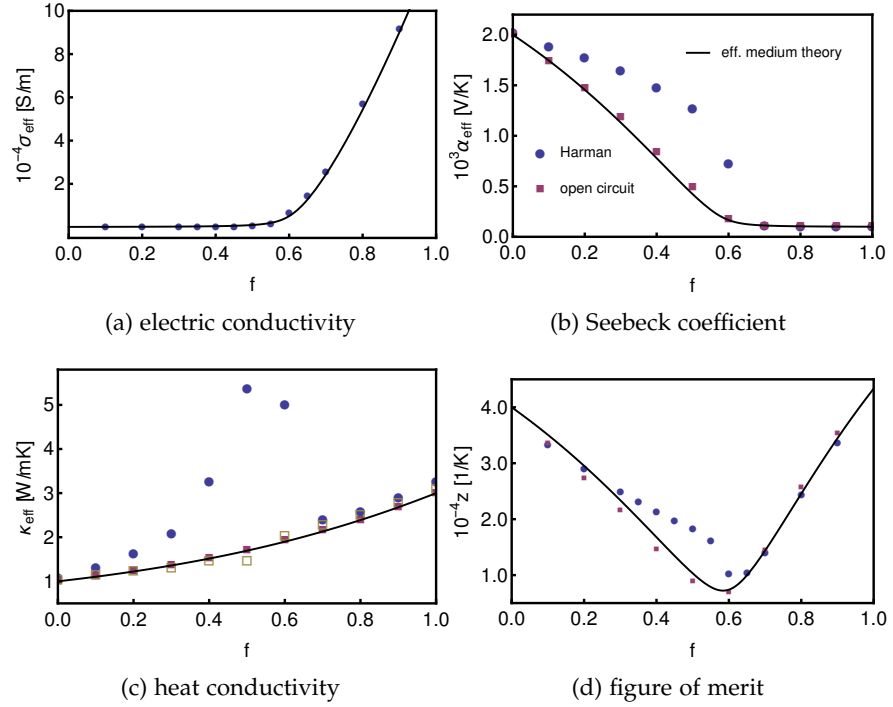 10
8
6
4
2
10⁻⁴σeff [S/m]
0.0 0.2 0.4 0.6 0.8 1.0
f
(a) electric conductivity
2.0
1.5
1.0
0.5
0.0
10³αeff [V/K]
eff. medium theory
Harman
open circuit
0.0 0.2 0.4 0.6 0.8 1.0
f
(b) Seebeck coefficient
5
4
3
2
1
κeff [W/mK]
0.0 0.2 0.4 0.6 0.8 1.0
f
(c) heat conductivity
4.0
3.0
2.0
1.0
10⁻⁴z [1/K]
0.0 0.2 0.4 0.6 0.8 1.0
f
(d) figure of merit